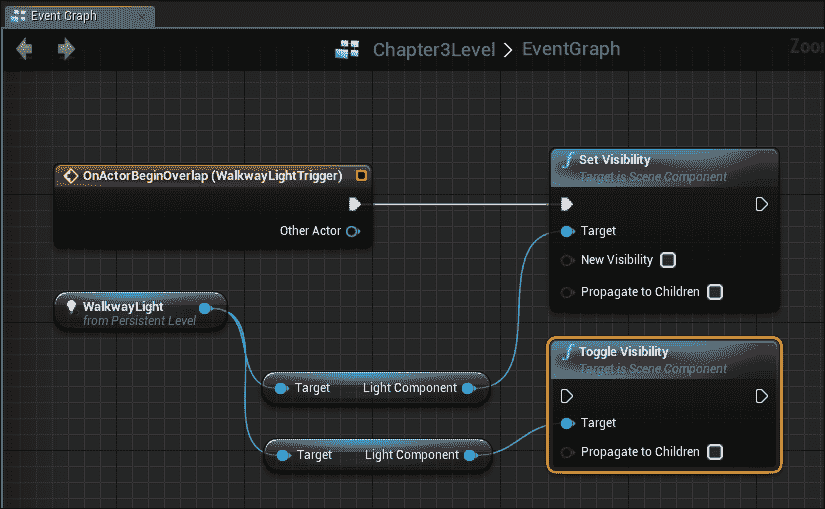 Event Graph
Chapter3Level > EventGraph
OnActorBeginOverlap (WalkwayLightTrigger)
Other Actor
WalkwayLight
from Persistent Level
Target Light Component
Target Light Component
Set Visibility
Target is Scene Component
Target
New Visibility
Propagate to Children
Toggle Visibility
Target is Scene Component
Target
Propagate to Children